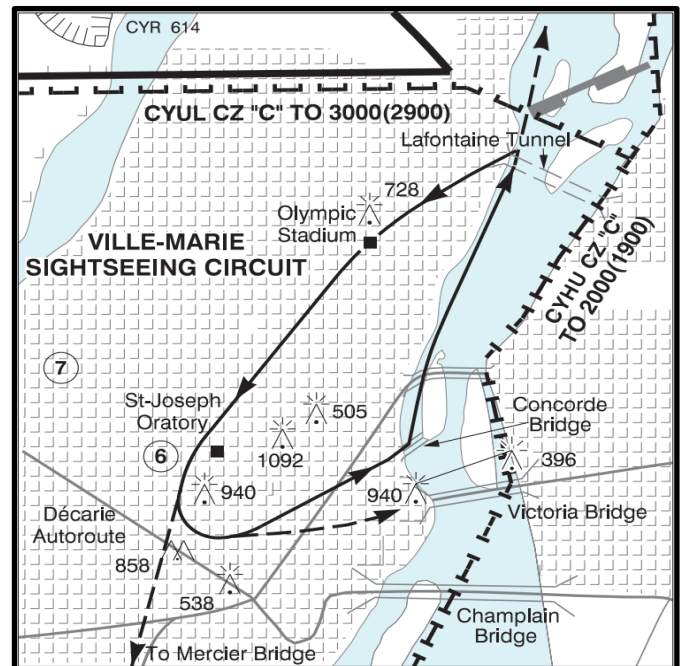 CYR 614
CYUL CZ "C" TO 3000(2900)
Lafontaine Tunnel
728
Olympic
Stadium
VILLE-MARIE
SIGHTSEEING CIRCUIT
CYHU CZ "C"
TO 2000(1900)
7
St-Joseph
Oratory
505
1092
Concorde
Bridge
6
940
940
396
Décarie
Autoroute
Victoria Bridge
858
538
Champlain
Bridge
To Mercier Bridge